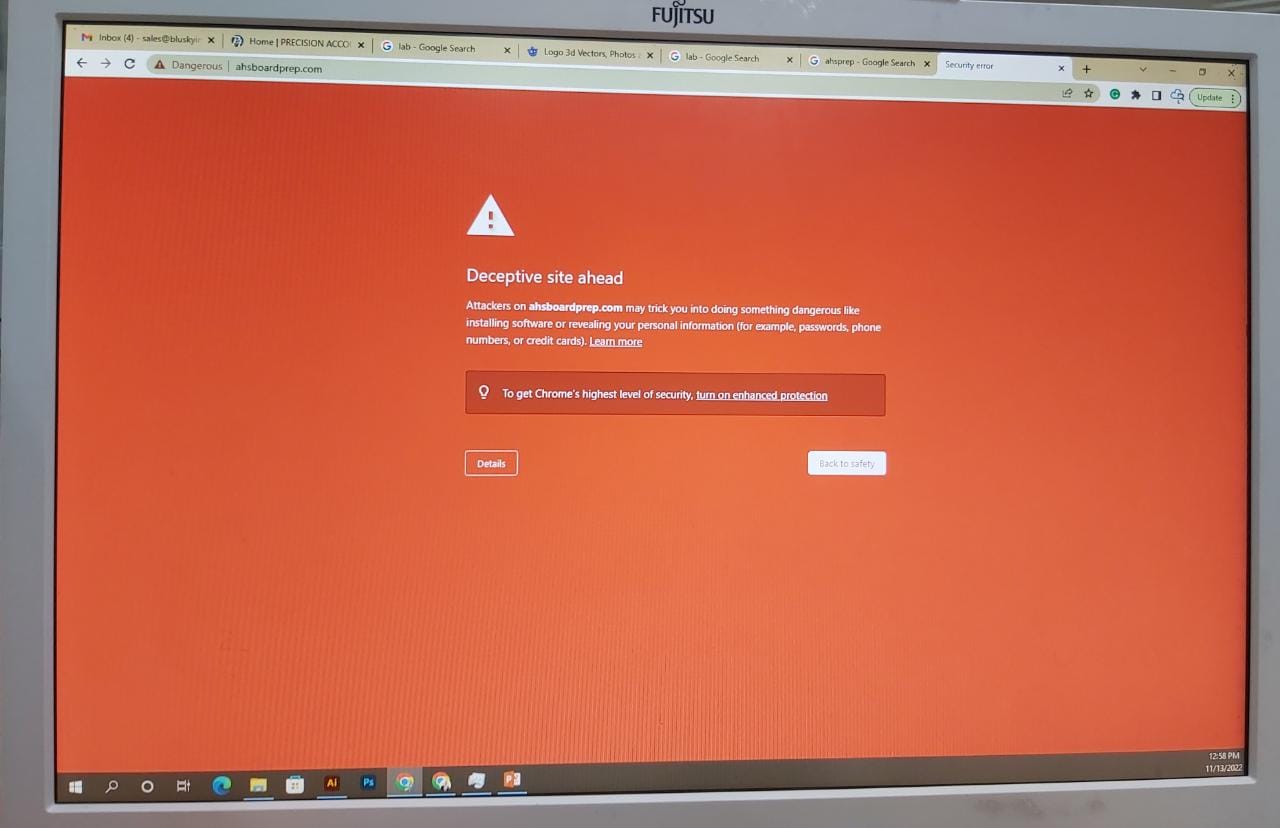 FUJITSU
Inbox (4) - sales@bluskyir
Home | PRECISION ACCO
lab - Google Search
Logo 3d Vectors, Photos
lab - Google Search
ahsprep - Google Search
Security error
Dangerous
ahsboardprep.com
Update
Deceptive site ahead
Attackers on ahsboardprep.com may trick you into doing something dangerous like
installing software or revealing your personal information (for example, passwords, phone
numbers, or credit cards). Learn more
To get Chrome's highest level of security, turn on enhanced protection
Details
Back to safety
Ai
Ps
12:58 PM
11/13/2022